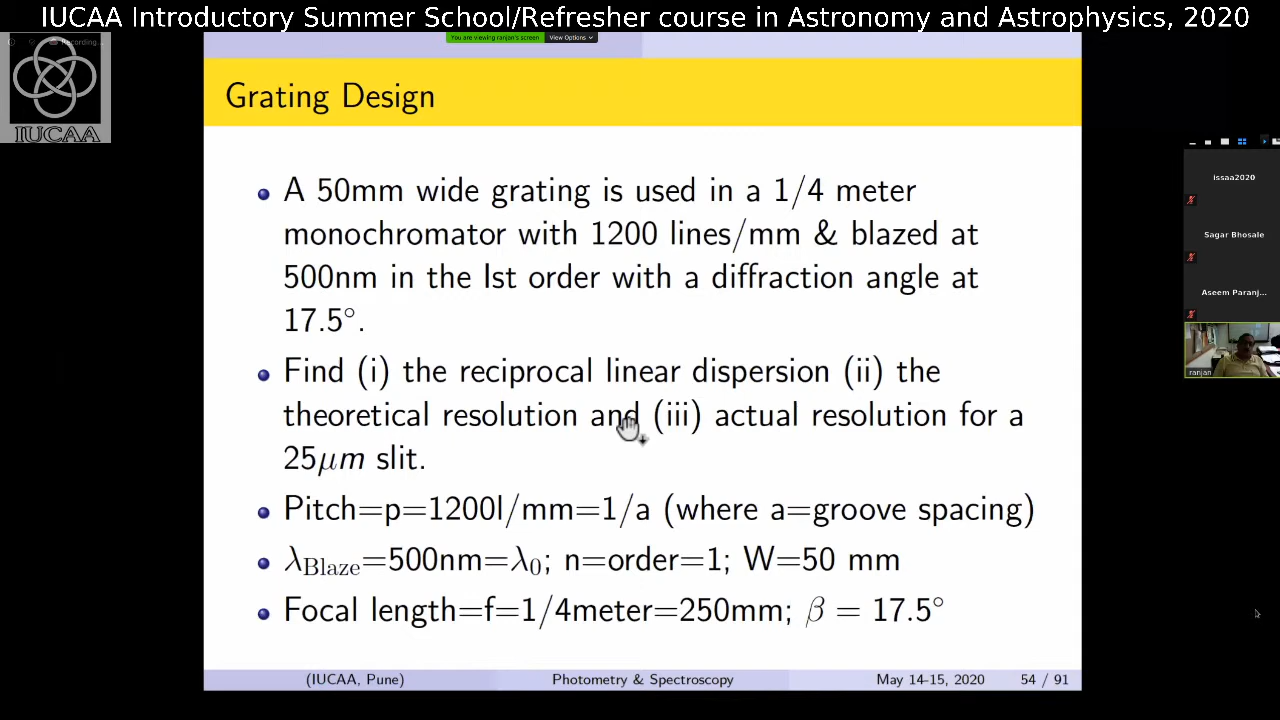 IUCAA Introductory Summer School/Refresher course in Astronomy and Astrophysics, 2020
Recording...
You are viewing ranjan's screen View Options
IUCAA
Grating Design
A 50mm wide grating is used in a 1/4 meter
monochromator with 1200 lines/mm & blazed at
500nm in the Ist order with a diffraction angle at
17.5°.
Find (i) the reciprocal linear dispersion (ii) the
theoretical resolution and (iii) actual resolution for a
25μm slit.
Pitch=p=1200l/mm=1/a (where a=groove spacing)
λBlaze=500nm=λ0; n=order=1; W=50 mm
Focal length=f=1/4meter=250mm; β = 17.5°
(IUCAA, Pune) Photometry & Spectroscopy May 14-15, 2020 54 / 91
issaa2020
Sagar Bhosale
Aseem Paranj...
ranjan